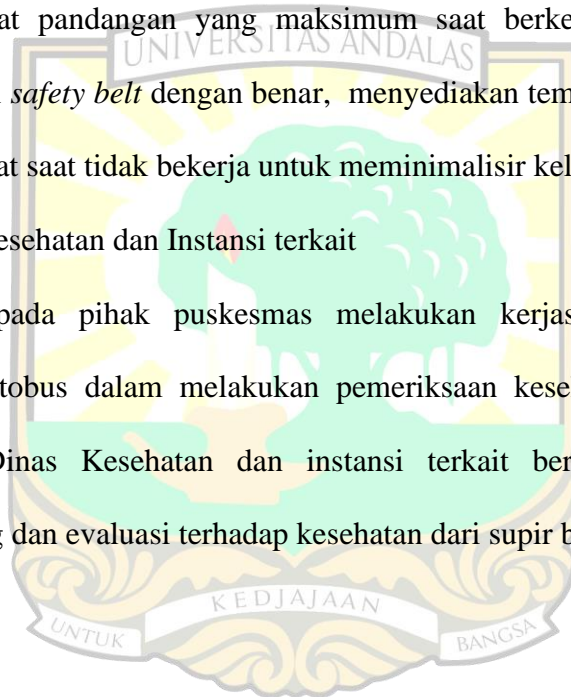 at pandangan yang maksimum saat berke
UNIVERSITAS ANDALAS
safety belt dengan benar, menyediakan tem
at saat tidak bekerja untuk meminimalisir kel
esehatan dan Instansi terkait
pada pihak puskesmas melakukan kerjas
tobus dalam melakukan pemeriksaan kese
Dinas Kesehatan dan instansi terkait ber
g dan evaluasi terhadap kesehatan dari supir b
KEDJAJAAN
UNTUK BANGSA